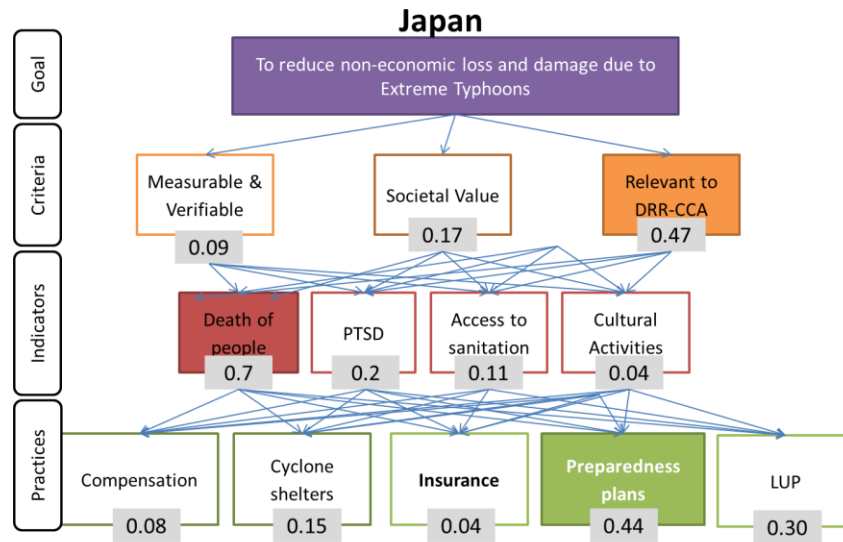 Japan
Goal
To reduce non-economic loss and damage due to
Extreme Typhoons
Criteria
Measurable &
Verifiable
0.09
Societal Value
0.17
Relevant to
DRR-CCA
0.47
Indicators
Death of
people
0.7
PTSD
0.2
Access to
sanitation
0.11
Cultural
Activities
0.04
Practices
Compensation
0.08
Cyclone
shelters
0.15
Insurance
0.04
Preparedness
plans
0.44
LUP
0.30